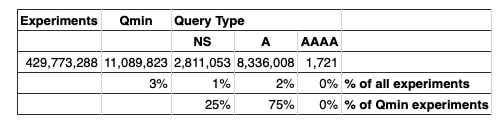 Experiments Qmin Query Type
NS A AAAA
429,773,288 11,089,823 2,811,053 8,336,008 1,721
3% 1% 2% 0% % of all experiments
25% 75% 0% % of Qmin experiments